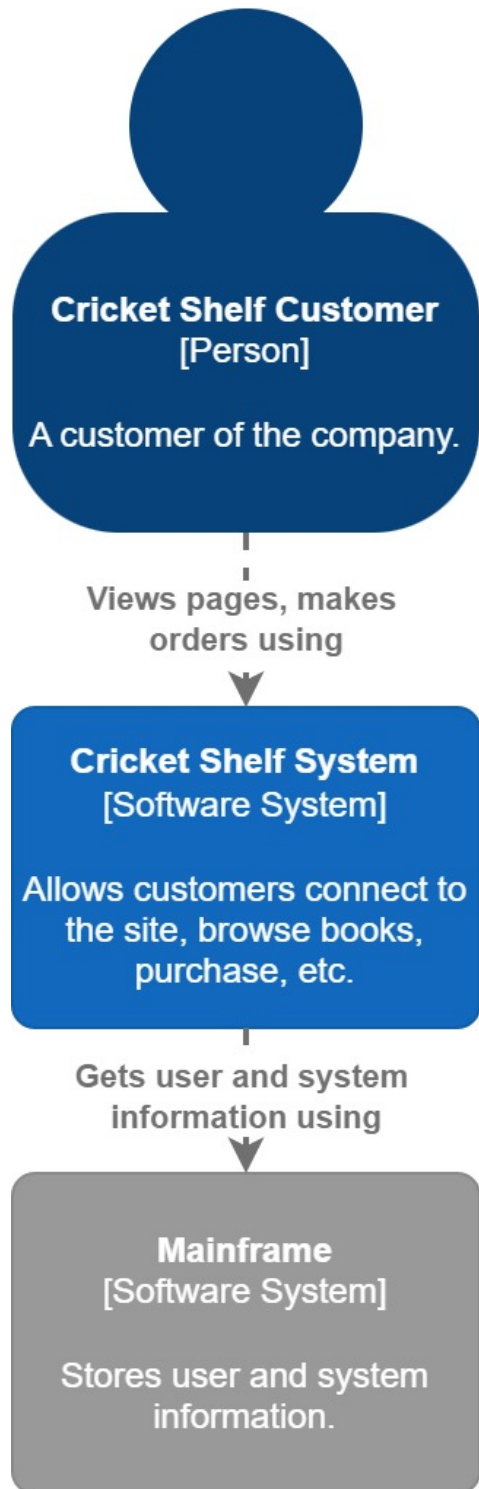 Cricket Shelf Customer
[Person]
A customer of the company.
Views pages, makes
orders using
Cricket Shelf System
[Software System]
Allows customers connect to
the site, browse books,
purchase, etc.
Gets user and system
information using
Mainframe
[Software System]
Stores user and system
information.